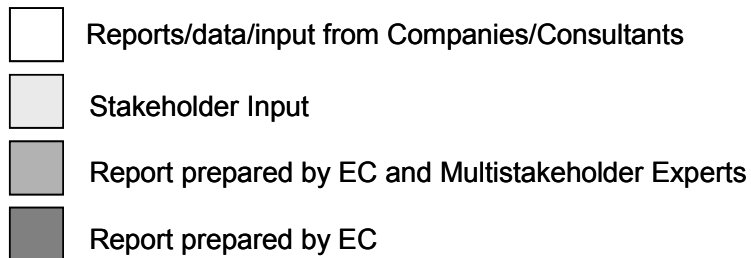 Reports/data/input from Companies/Consultants
Stakeholder Input
Report prepared by EC and Multistakeholder Experts
Report prepared by EC